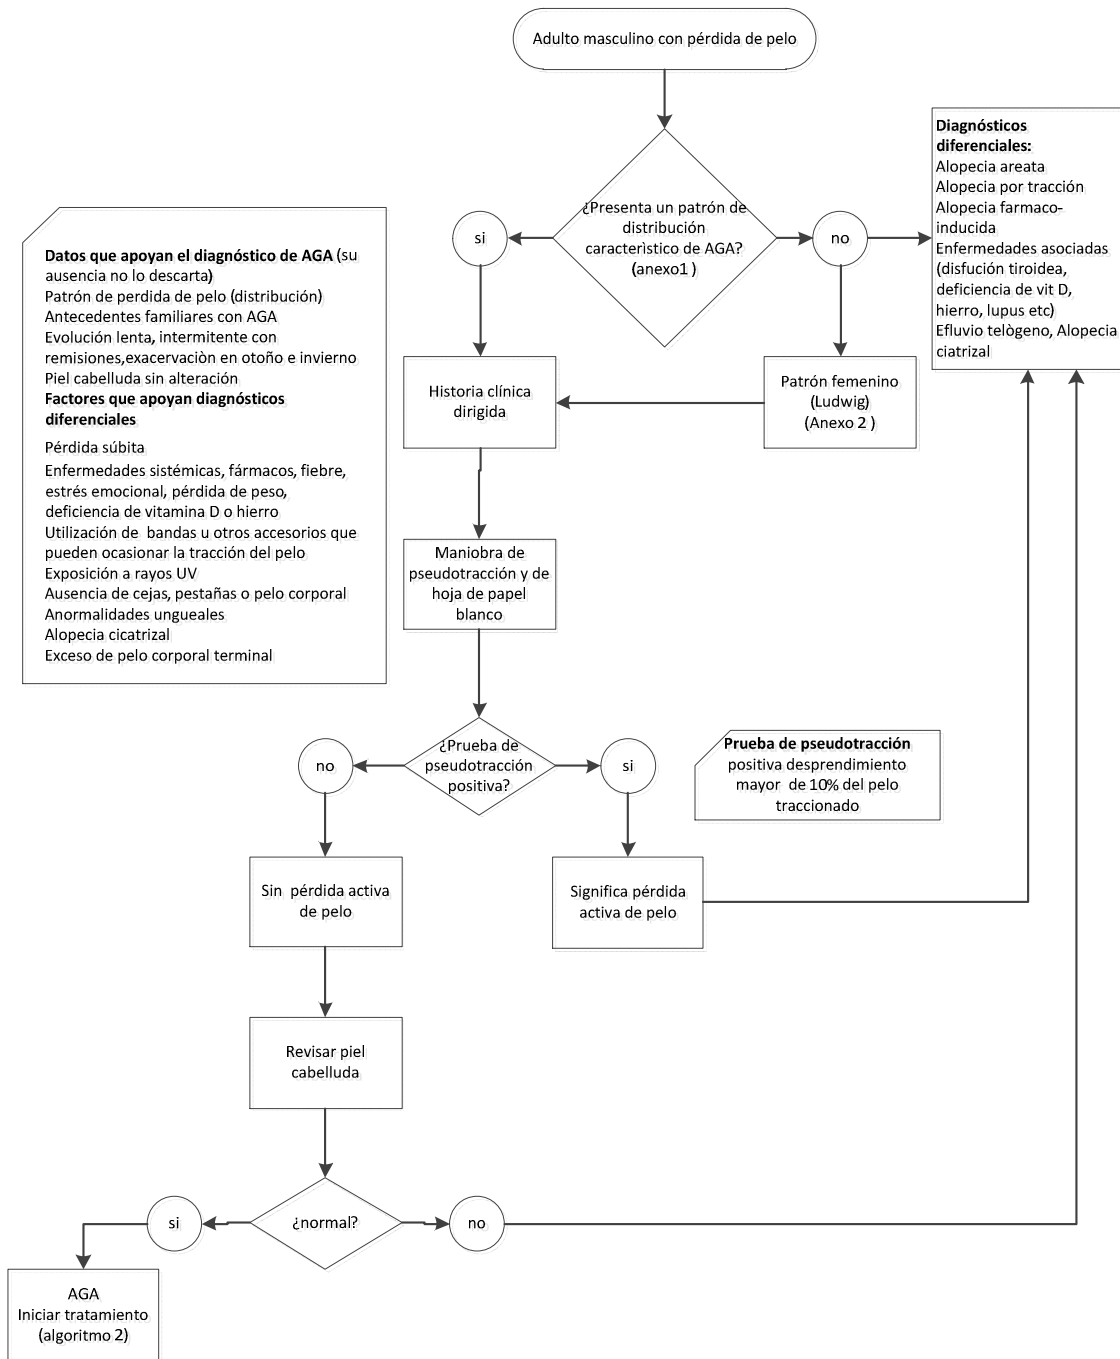 Adulto masculino con pérdida de pelo
¿Presenta un patrón de
distribución
caracterìstico de AGA?
(anexo1 )
si
no
Diagnósticos
diferenciales:
Alopecia areata
Alopecia por tracción
Alopecia farmaco-
inducida
Enfermedades asociadas
(disfución tiroidea,
deficiencia de vit D,
hierro, lupus etc)
Efluvio telògeno, Alopecia
ciatrizal
Datos que apoyan el diagnóstico de AGA (su
ausencia no lo descarta)
Patrón de perdida de pelo (distribución)
Antecedentes familiares con AGA
Evolución lenta, intermitente con
remisiones,exacervaciòn en otoño e invierno
Piel cabelluda sin alteración
Factores que apoyan diagnósticos
diferenciales
Pérdida súbita
Enfermedades sistémicas, fármacos, fiebre,
estrés emocional, pérdida de peso,
deficiencia de vitamina D o hierro
Utilización de bandas u otros accesorios que
pueden ocasionar la tracción del pelo
Exposición a rayos UV
Ausencia de cejas, pestañas o pelo corporal
Anormalidades ungueales
Alopecia cicatrizal
Exceso de pelo corporal terminal
Historia clínica
dirigida
Patrón femenino
(Ludwig)
(Anexo 2 )
Maniobra de
pseudotracción y de
hoja de papel
blanco
¿Prueba de
pseudotracción
positiva?
no
si
Prueba de pseudotracción
positiva desprendimiento
mayor de 10% del pelo
traccionado
Sin pérdida activa
de pelo
Significa pérdida
activa de pelo
Revisar piel
cabelluda
¿normal?
si
no
AGA
Iniciar tratamiento
(algoritmo 2)